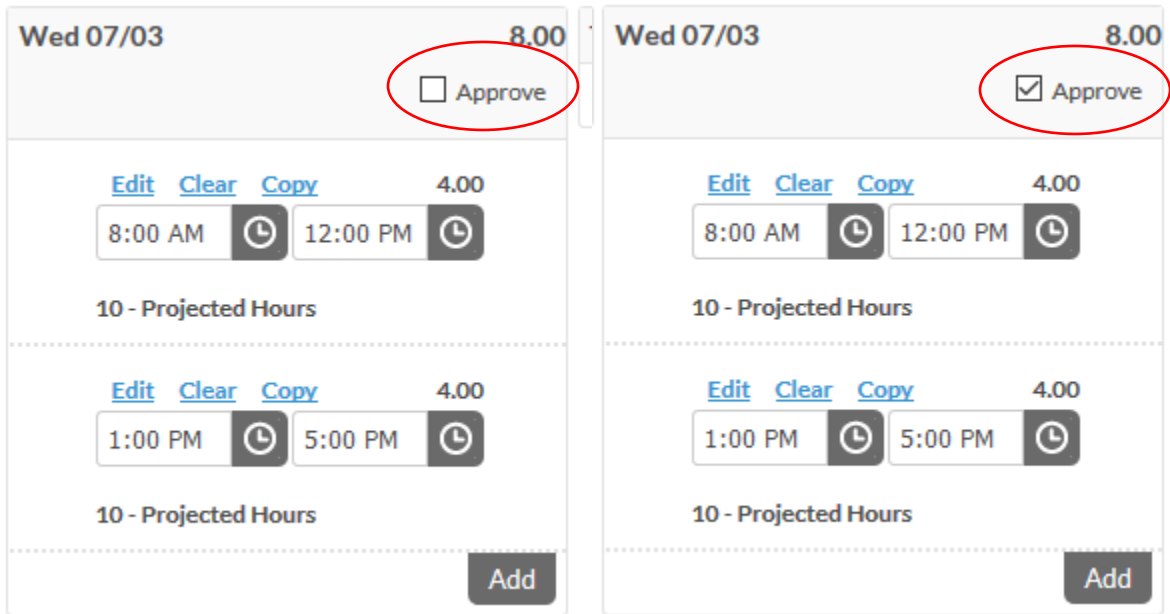 Wed 07/03 8.00
Approve
Edit Clear Copy 4.00
8:00 AM 12:00 PM
10 - Projected Hours
Edit Clear Copy 4.00
1:00 PM 5:00 PM
10 - Projected Hours
Add
Wed 07/03 8.00
Approve
Edit Clear Copy 4.00
8:00 AM 12:00 PM
10 - Projected Hours
Edit Clear Copy 4.00
1:00 PM 5:00 PM
10 - Projected Hours
Add